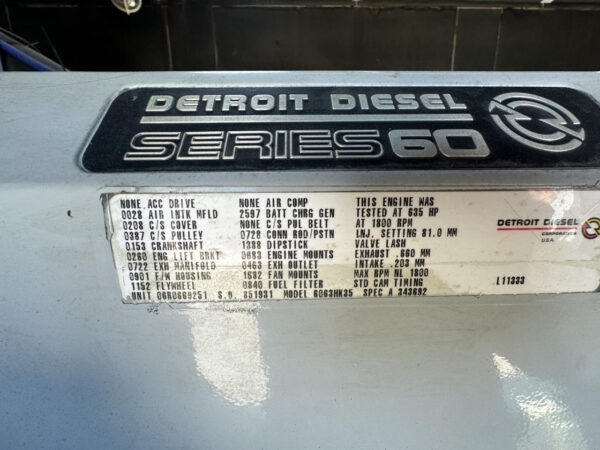 DETROIT DIESEL
SERIES 60
NONE ACC DRIVE NONE AIR COMP THIS ENGINE WAS
0028 AIR INTK MFLD 2597 BATT CHRG GEN TESTED AT 635 HP
0208 C/S COVER NONE C/S PUL BELT AT 1800 RPM
0387 C/S PULLEY 0728 CONN ROD/PSTN INJ. SETTING 81.0 MM
0153 CRANKSHAFT 1388 DIPSTICK VALVE LASH
0260 ENG LIFT BRKT 0683 ENGINE MOUNTS EXHAUST .660 MM
0722 EXH MANIFOLD 0463 EXH OUTLET INTAKE .203 MM
0901 F/W HOUSING 1692 FAN MOUNTS MAX RPM NL 1800
1152 FLYWHEEL 0840 FUEL FILTER STD CAM TIMING L11333
UNIT 06R0669251 S.O. 851931 MODEL 6063HK35 SPEC A 343692
DETROIT DIESEL
CORPORATION
U.S.A.